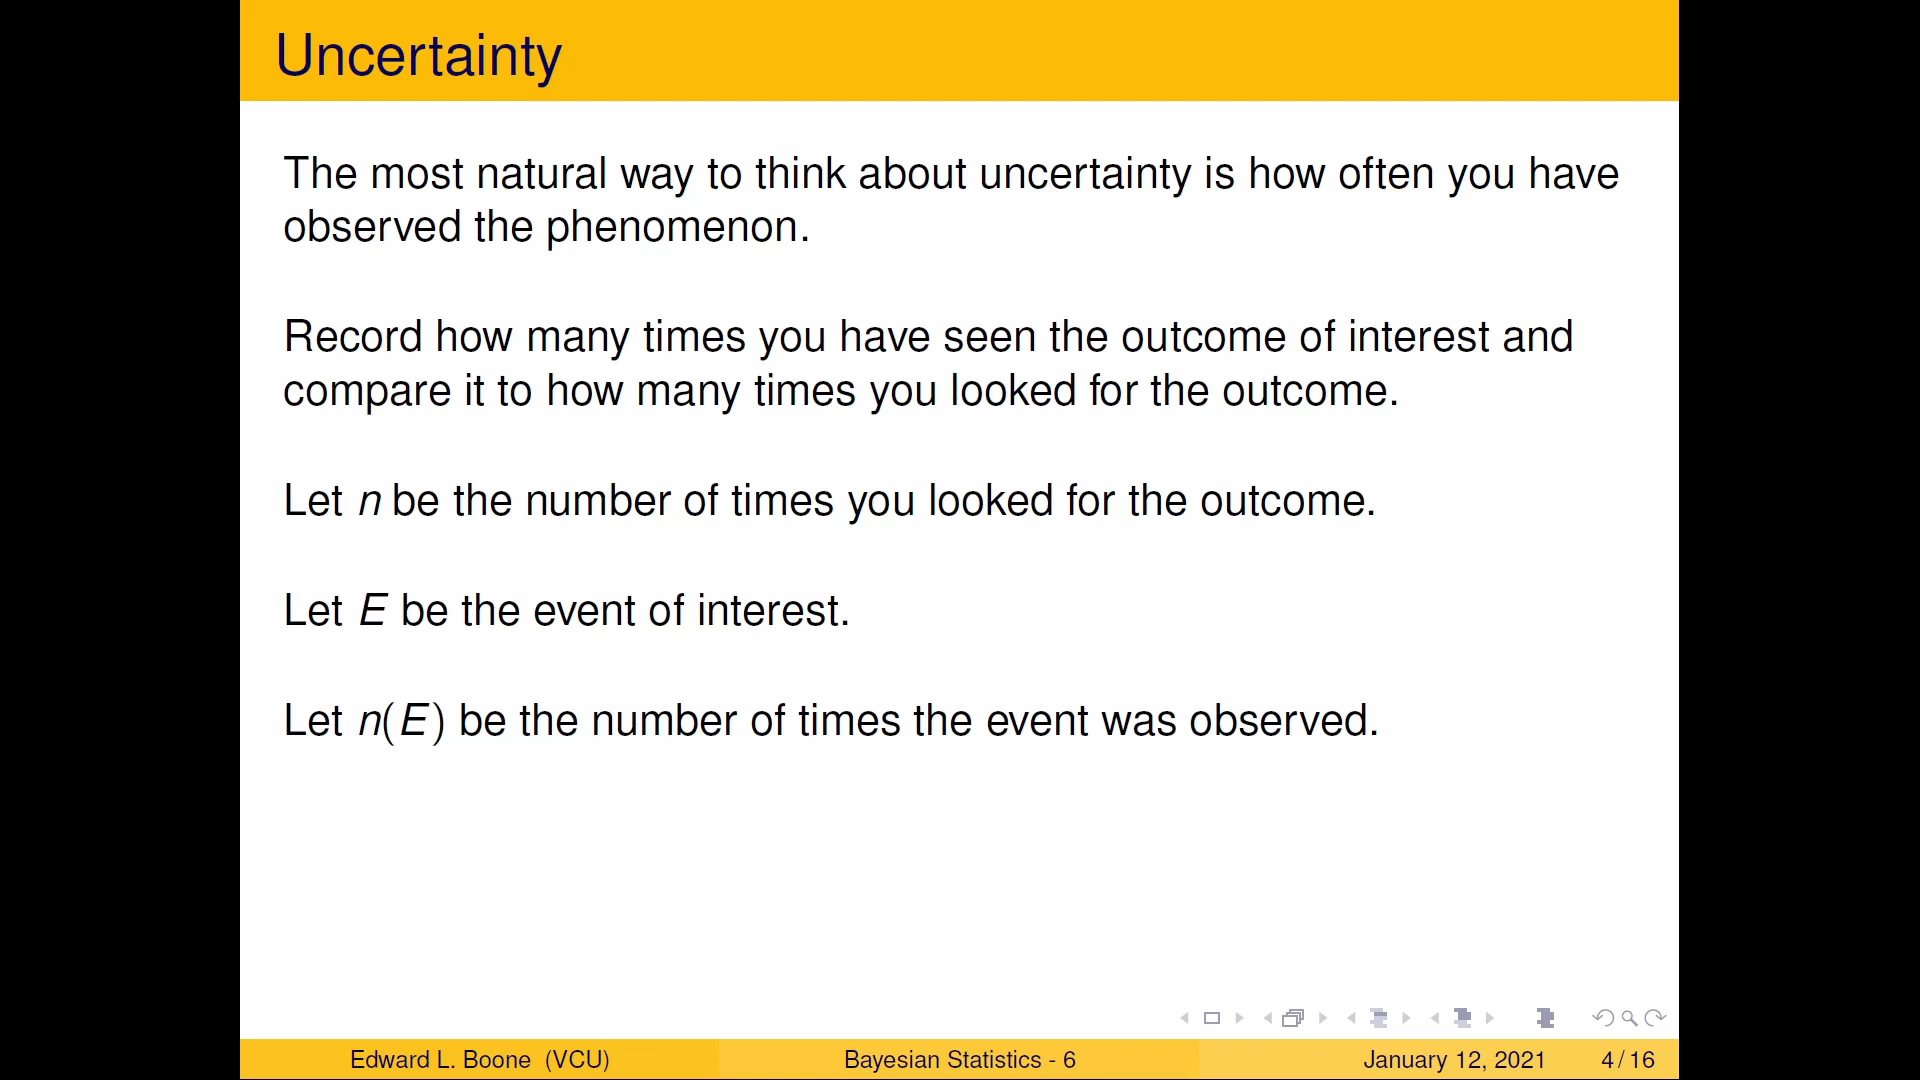 Uncertainty
The most natural way to think about uncertainty is how often you have
observed the phenomenon.
Record how many times you have seen the outcome of interest and
compare it to how many times you looked for the outcome.
Let n be the number of times you looked for the outcome.
Let E be the event of interest.
Let n(E) be the number of times the event was observed.
Edward L. Boone (VCU) Bayesian Statistics - 6 January 12, 2021 4 / 16